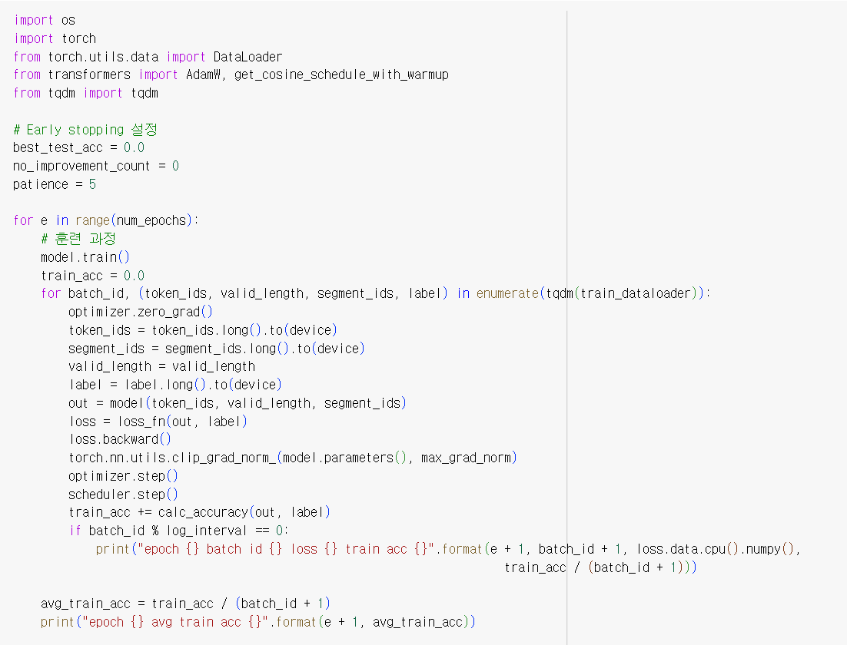 import os
import torch
from torch.utils.data import DataLoader
from transformers import AdamW, get_cosine_schedule_with_warmup
from tqdm import tqdm

# Early stopping 설정
best_test_acc = 0.0
no_improvement_count = 0
patience = 5

for e in range(num_epochs):
    # 훈련 과정
    model.train()
    train_acc = 0.0
    for batch_id, (token_ids, valid_length, segment_ids, label) in enumerate(tqdm(train_dataloader)):
        optimizer.zero_grad()
        token_ids = token_ids.long().to(device)
        segment_ids = segment_ids.long().to(device)
        valid_length = valid_length
        label = label.long().to(device)
        out = model(token_ids, valid_length, segment_ids)
        loss = loss_fn(out, label)
        loss.backward()
        torch.nn.utils.clip_grad_norm_(model.parameters(), max_grad_norm)
        optimizer.step()
        scheduler.step()
        train_acc += calc_accuracy(out, label)
        if batch_id % log_interval == 0:
            print("epoch {} batch id {} loss {} train acc {}".format(e + 1, batch_id + 1, loss.data.cpu().numpy(),
                                                                     train_acc / (batch_id + 1)))

    avg_train_acc = train_acc / (batch_id + 1)
    print("epoch {} avg train acc {}".format(e + 1, avg_train_acc))